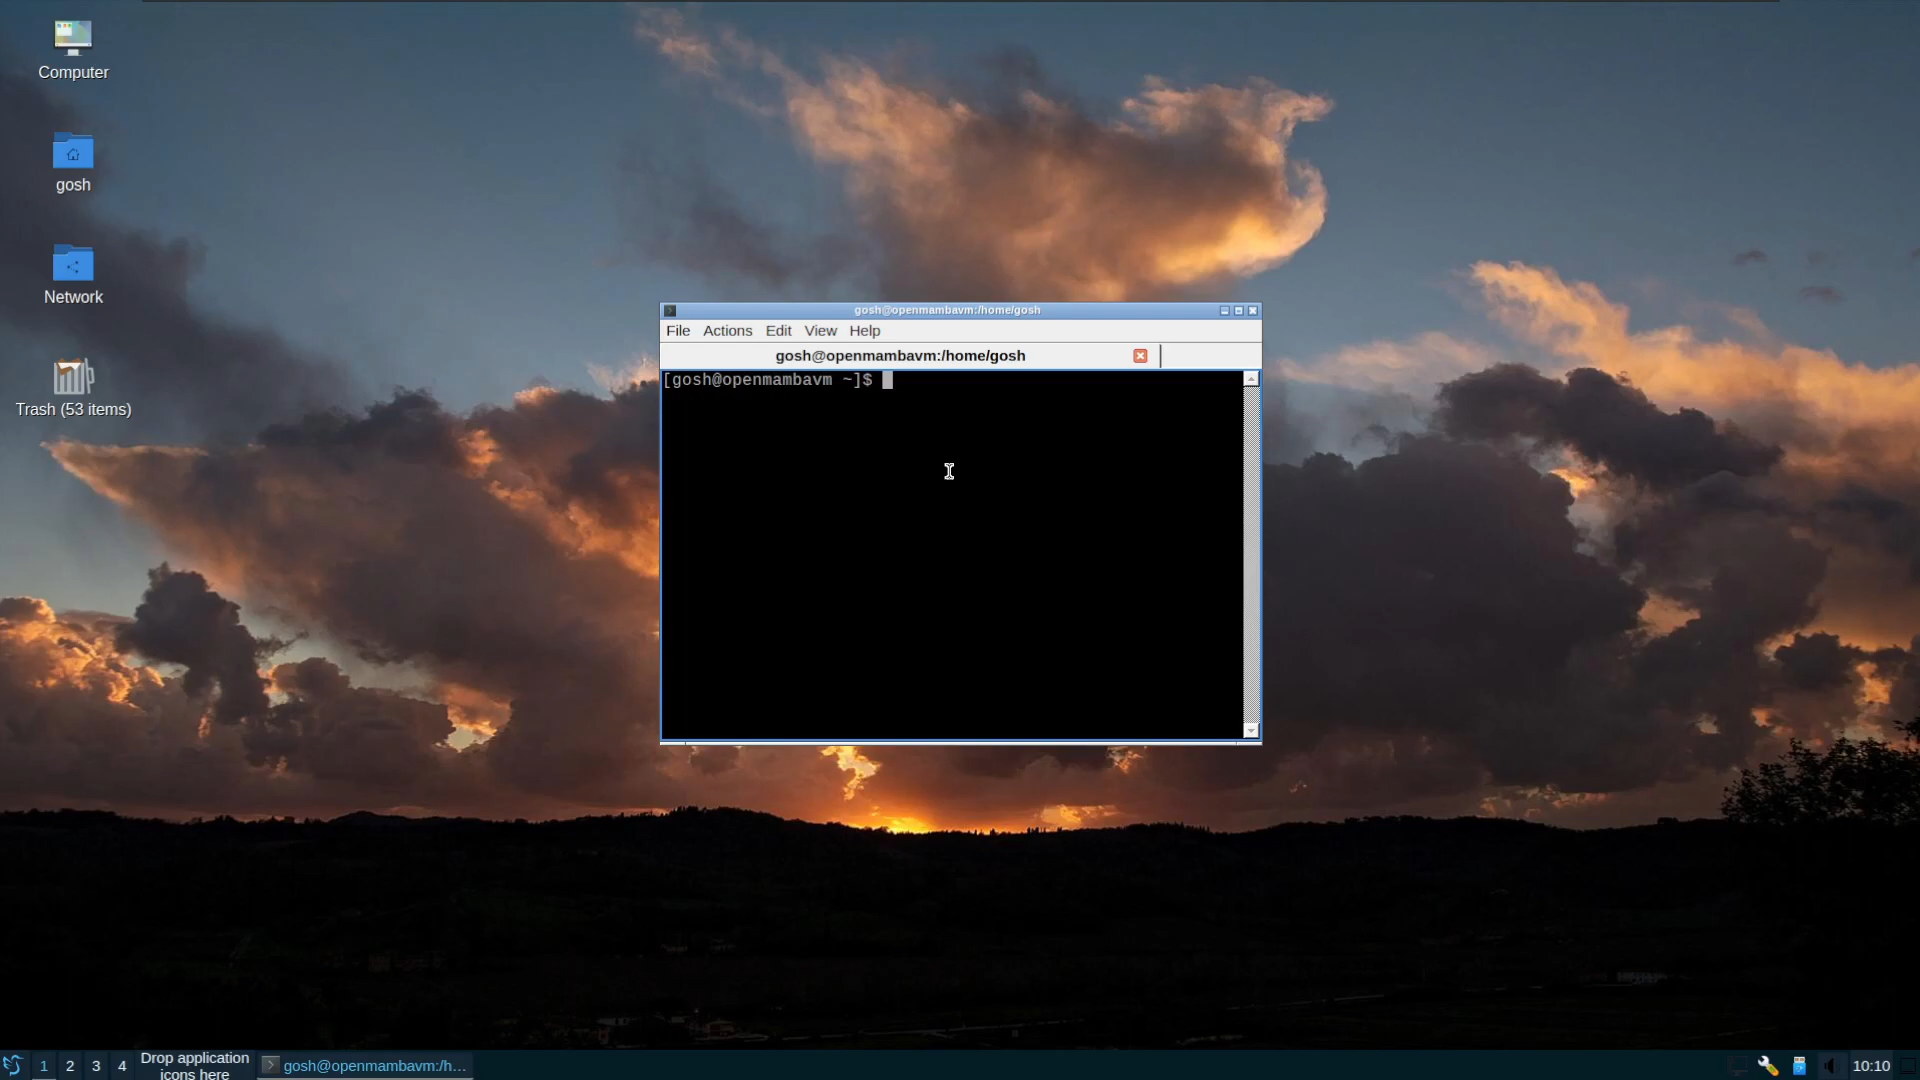 Computer
gosh
Network
Trash (53 items)
gosh@openmambavm:/home/gosh
File Actions Edit View Help
gosh@openmambavm:/home/gosh
[gosh@openmambavm ~]$
1 2 3 4
Drop application
icons here
gosh@openmambavm:/h...
10:10